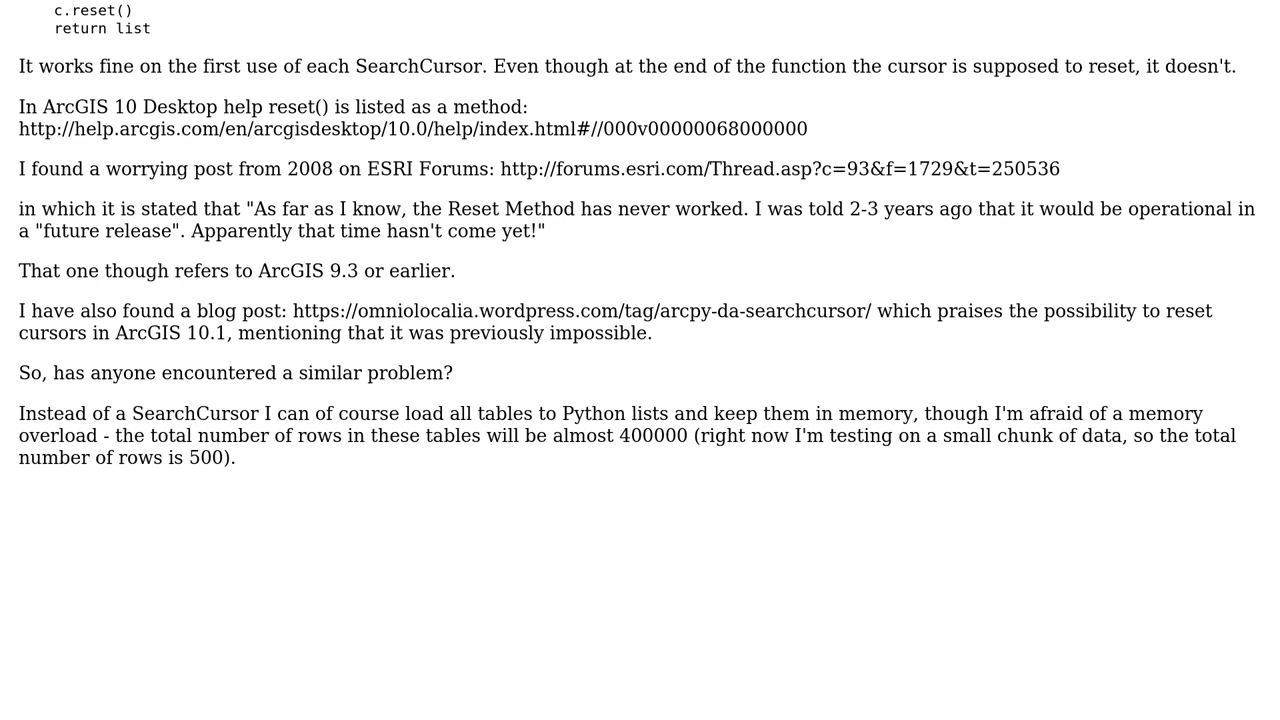 c.reset()
return list
It works fine on the first use of each SearchCursor. Even though at the end of the function the cursor is supposed to reset, it doesn't.
In ArcGIS 10 Desktop help reset() is listed as a method:
http://help.arcgis.com/en/arcgisdesktop/10.0/help/index.html#//000v00000068000000
I found a worrying post from 2008 on ESRI Forums: http://forums.esri.com/Thread.asp?c=93&f=1729&t=250536
in which it is stated that "As far as I know, the Reset Method has never worked. I was told 2-3 years ago that it would be operational in
a "future release". Apparently that time hasn't come yet!"
That one though refers to ArcGIS 9.3 or earlier.
I have also found a blog post: https://omniolocalia.wordpress.com/tag/arcpy-da-searchcursor/ which praises the possibility to reset
cursors in ArcGIS 10.1, mentioning that it was previously impossible.
So, has anyone encountered a similar problem?
Instead of a SearchCursor I can of course load all tables to Python lists and keep them in memory, though I'm afraid of a memory
overload - the total number of rows in these tables will be almost 400000 (right now I'm testing on a small chunk of data, so the total
number of rows is 500).